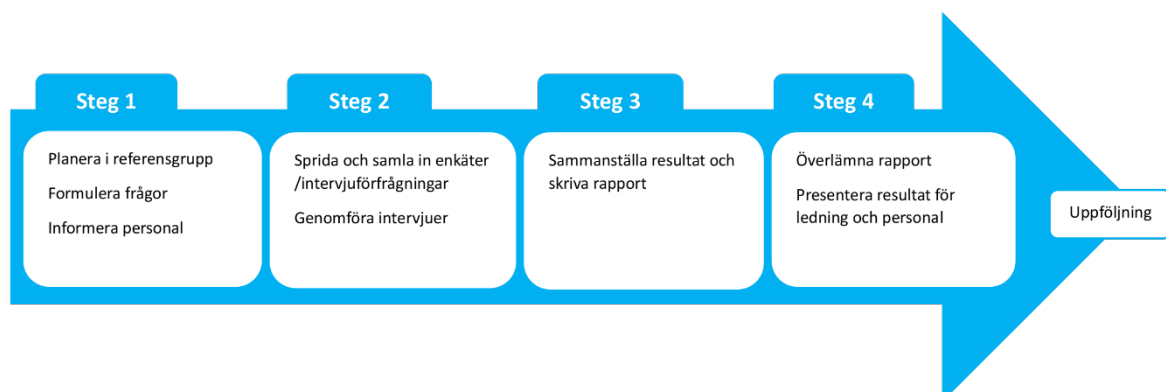 Steg 1
Planera i referensgrupp
Formulera frågor
Informera personal
Steg 2
Sprida och samla in enkäter
/intervjuförfrågningar
Genomföra intervjuer
Steg 3
Sammanställa resultat och
skriva rapport
Steg 4
Överlämna rapport
Presentera resultat för
ledning och personal
Uppföljning